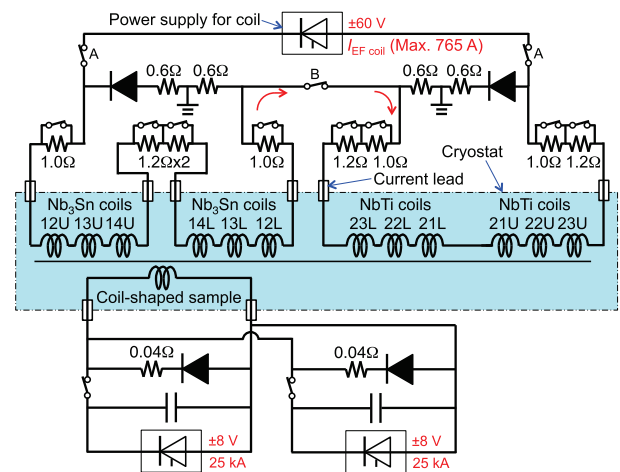 Power supply for coil
±60 V
I_EF coil (Max. 765 A)
A
A
B
0.6Ω 0.6Ω
0.6Ω 0.6Ω
1.0Ω
1.2Ωx2
1.0Ω
1.2Ω 1.0Ω
1.0Ω 1.2Ω
Cryostat
Current lead
Nb₃Sn coils
12U 13U 14U
Nb₃Sn coils
14L 13L 12L
NbTi coils
23L 22L 21L
NbTi coils
21U 22U 23U
Coil-shaped sample
0.04Ω
0.04Ω
±8 V
25 kA
±8 V
25 kA